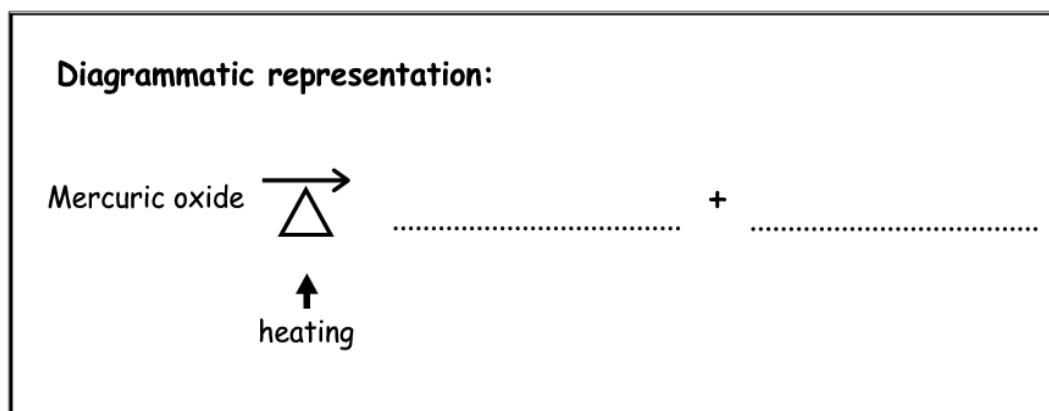 Diagrammatic representation:
Mercuric oxide ........................................ + ........................................
heating